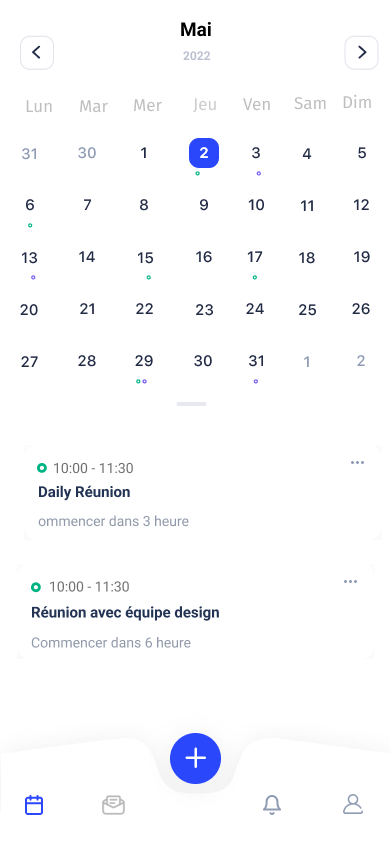 Mai
2022
Lun Mar Mer Jeu Ven Sam Dim
31 30 1 2 3 4 5
6 7 8 9 10 11 12
13 14 15 16 17 18 19
20 21 22 23 24 25 26
27 28 29 30 31 1 2
10:00 - 11:30
Daily Réunion
ommencer dans 3 heure
10:00 - 11:30
Réunion avec équipe design
Commencer dans 6 heure